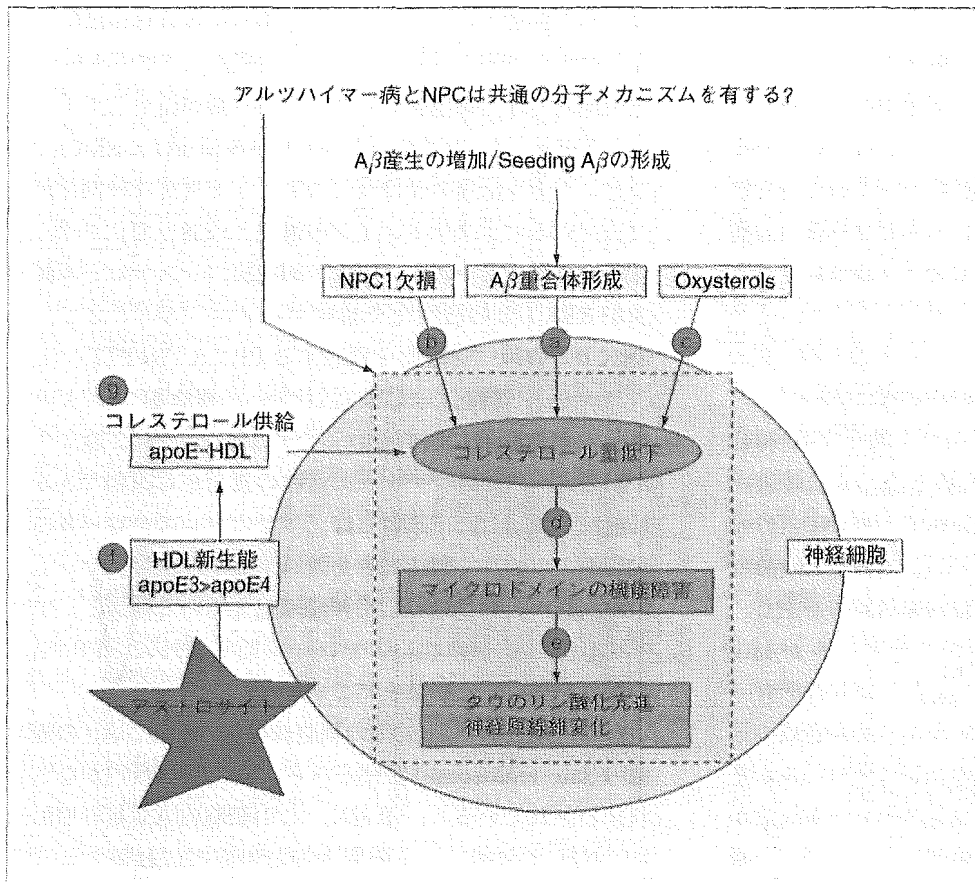 アルツハイマー病とNPCは共通の分子メカニズムを有する?
Aβ産生の増加/Seeding Aβの形成
NPC1欠損
Aβ重合体形成
Oxysterols
b
a
c
g
コレステロール供給
apoE-HDL
コレステロール量低下
d
f
HDL新生能
apoE3>apoE4
神経細胞
マイクロドメインの機能障害
e
アストロサイト
タウのリン酸化亢進
神経原線維変化